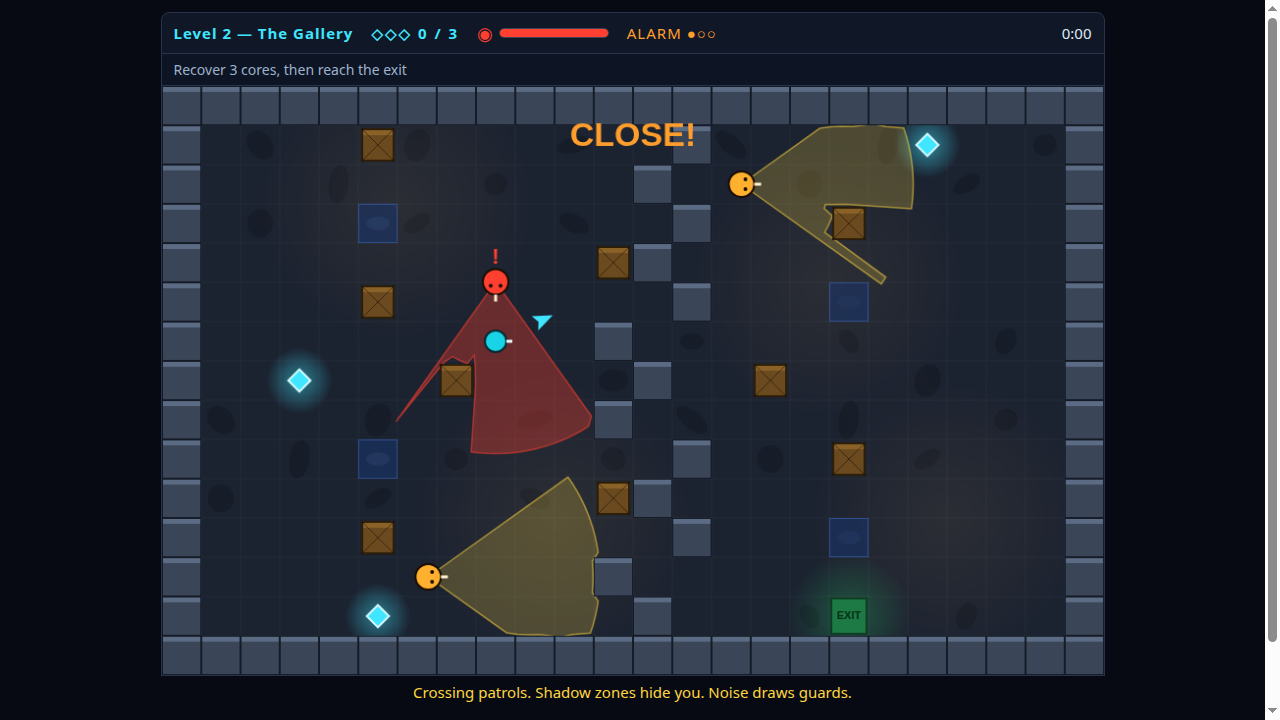 Level 2 — The Gallery ◇◇◇ 0 / 3 ◉ ALARM ●○○ 0:00
Recover 3 cores, then reach the exit
CLOSE!
!
EXIT
Crossing patrols. Shadow zones hide you. Noise draws guards.